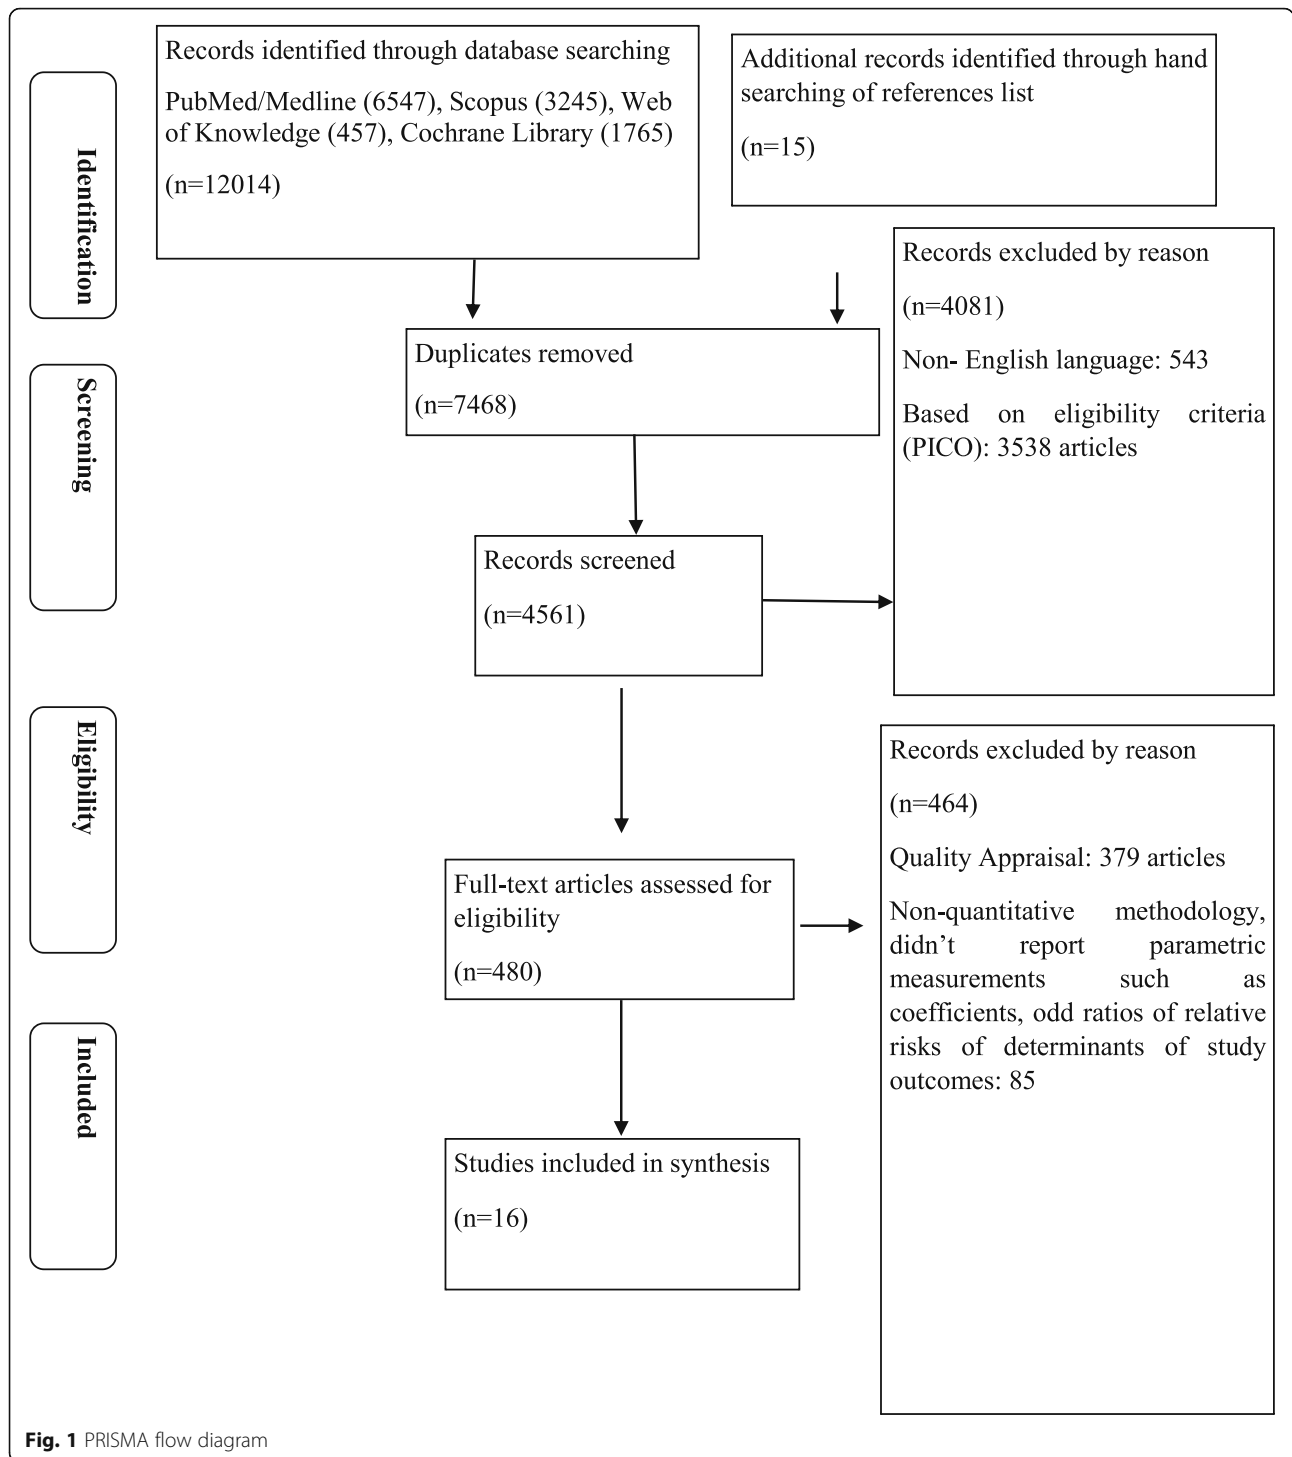 Identification
Records identified through database searching
PubMed/Medline (6547), Scopus (3245), Web
of Knowledge (457), Cochrane Library (1765)
(n=12014)
Additional records identified through hand
searching of references list
(n=15)
Duplicates removed
(n=7468)
Screening
Records screened
(n=4561)
Records excluded by reason
(n=4081)
Non- English language: 543
Based on eligibility criteria
(PICO): 3538 articles
Eligibility
Full-text articles assessed for
eligibility
(n=480)
Records excluded by reason
(n=464)
Quality Appraisal: 379 articles
Non-quantitative methodology,
didn’t report parametric
measurements such as
coefficients, odd ratios of relative
risks of determinants of study
outcomes: 85
Included
Studies included in synthesis
(n=16)
Fig. 1 PRISMA flow diagram